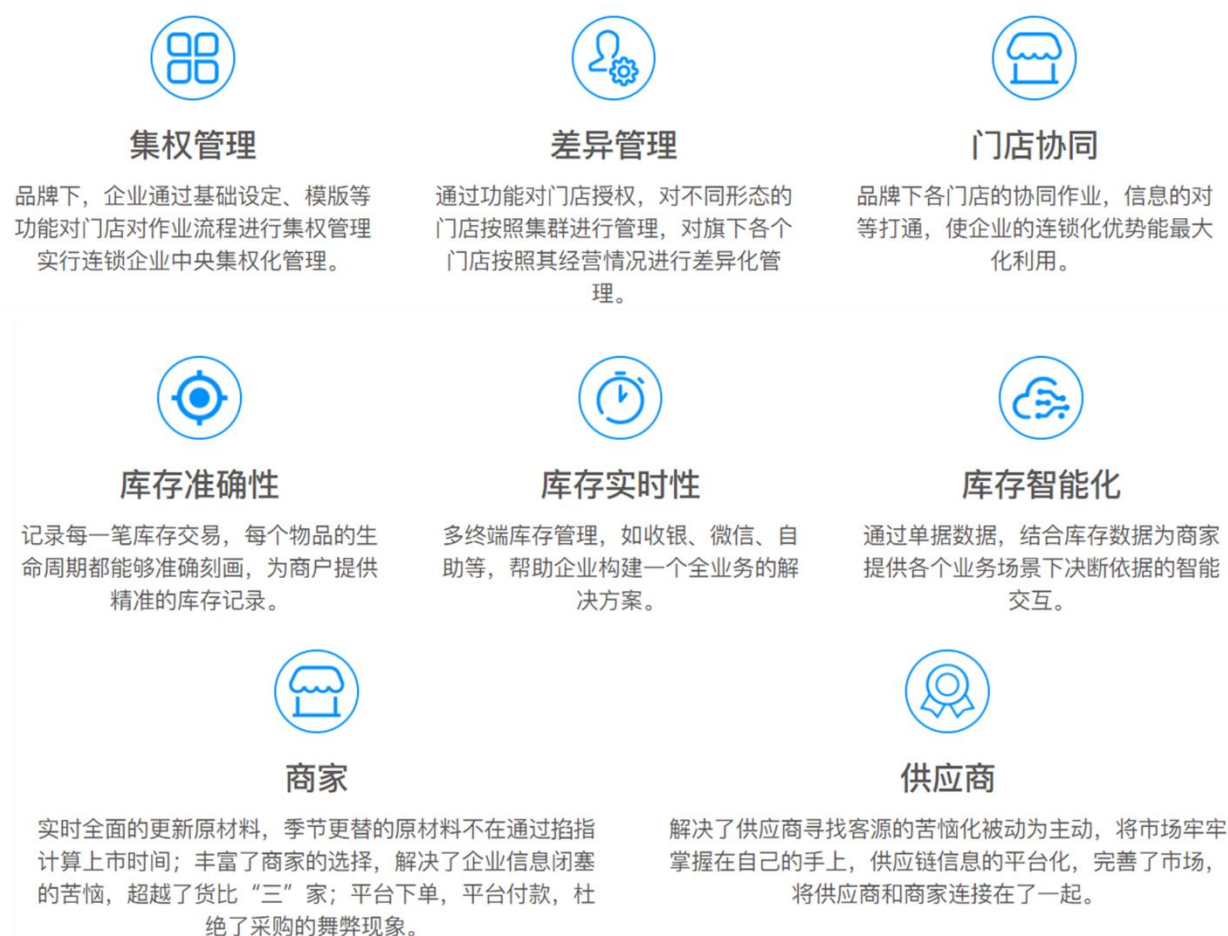 集权管理
品牌下，企业通过基础设定、模版等
功能对门店对作业流程进行集权管理
实行连锁企业中央集权化管理。
差异管理
通过功能对门店授权，对不同形态的
门店按照集群进行管理，对旗下各个
门店按照其经营情况进行差异化管
理。
门店协同
品牌下各门店的协同作业，信息的对
等打通，使企业的连锁化优势能最大
化利用。
库存准确性
记录每一笔库存交易，每个物品的生
命周期都能够准确刻画，为商户提供
精准的库存记录。
库存实时性
多终端库存管理，如收银、微信、自
助等，帮助企业构建一个全业务的解
决方案。
库存智能化
通过单据数据，结合库存数据为商家
提供各个业务场景下决断依据的智能
交互。
商家
实时全面的更新原材料，季节更替的原材料不在通过掐指
计算上市时间；丰富了商家的选择，解决了企业信息闭塞
的苦恼，超越了货比“三”家；平台下单，平台付款，杜
绝了采购的舞弊现象。
供应商
解决了供应商寻找客源的苦恼化被动为主动，将市场牢牢
掌握在自己的手上，供应链信息的平台化，完善了市场，
将供应商和商家连接在了一起。